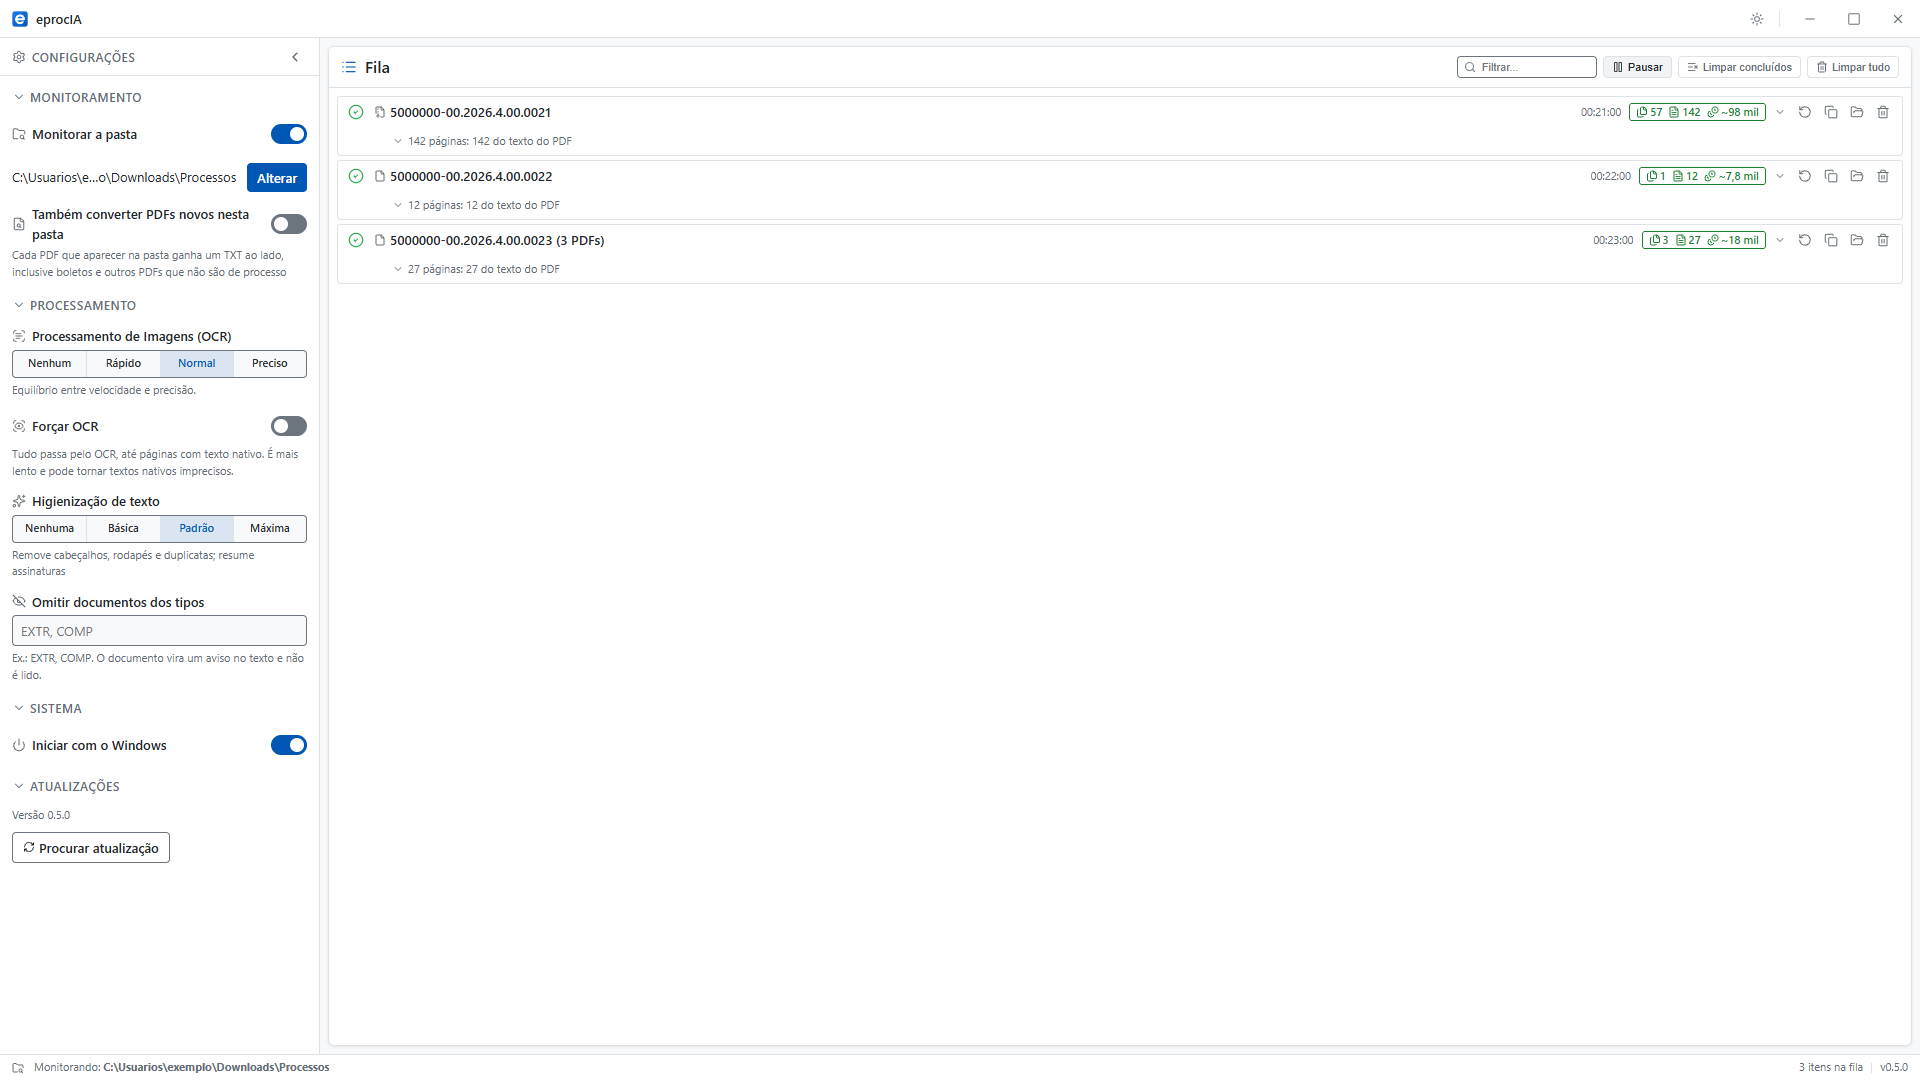 eprocIA
CONFIGURAÇÕES
MONITORAMENTO
Monitorar a pasta
C:\Usuarios\e...o\Downloads\Processos
Alterar
Também converter PDFs novos nesta
pasta
Cada PDF que aparecer na pasta ganha um TXT ao lado,
inclusive boletos e outros PDFs que não são de processo
PROCESSAMENTO
Processamento de Imagens (OCR)
Nenhum Rápido Normal Preciso
Equilíbrio entre velocidade e precisão.
Forçar OCR
Tudo passa pelo OCR, até páginas com texto nativo. É mais
lento e pode tornar textos nativos imprecisos.
Higienização de texto
Nenhuma Básica Padrão Máxima
Remove cabeçalhos, rodapés e duplicatas; resume
assinaturas
Omitir documentos dos tipos
EXTR, COMP
Ex.: EXTR, COMP. O documento vira um aviso no texto e não
é lido.
SISTEMA
Iniciar com o Windows
ATUALIZAÇÕES
Versão 0.5.0
Procurar atualização
Fila
Filtrar...
Pausar
Limpar concluídos
Limpar tudo
5000000-00.2026.4.00.0021
00:21:00 57 142 ~98 mil
142 páginas: 142 do texto do PDF
5000000-00.2026.4.00.0022
00:22:00 1 12 ~7,8 mil
12 páginas: 12 do texto do PDF
5000000-00.2026.4.00.0023 (3 PDFs)
00:23:00 3 27 ~18 mil
27 páginas: 27 do texto do PDF
Monitorando: C:\Usuarios\exemplo\Downloads\Processos
3 itens na fila
v0.5.0